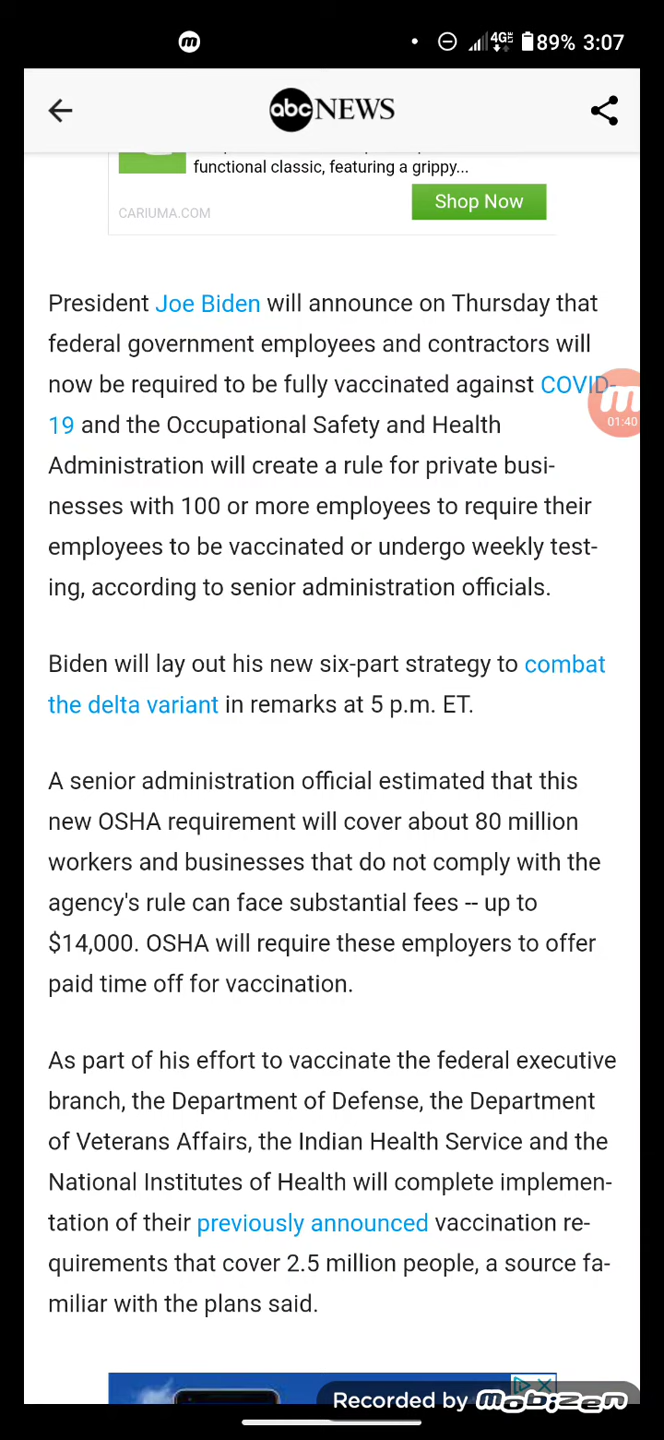 m
4GE 89% 3:07
abc NEWS
functional classic, featuring a grippy...
CARIUMA.COM
Shop Now
President Joe Biden will announce on Thursday that
federal government employees and contractors will
now be required to be fully vaccinated against COVID-
19 and the Occupational Safety and Health
m
01:40
Administration will create a rule for private busi-
nesses with 100 or more employees to require their
employees to be vaccinated or undergo weekly test-
ing, according to senior administration officials.
Biden will lay out his new six-part strategy to combat
the delta variant in remarks at 5 p.m. ET.
A senior administration official estimated that this
new OSHA requirement will cover about 80 million
workers and businesses that do not comply with the
agency's rule can face substantial fees -- up to
$14,000. OSHA will require these employers to offer
paid time off for vaccination.
As part of his effort to vaccinate the federal executive
branch, the Department of Defense, the Department
of Veterans Affairs, the Indian Health Service and the
National Institutes of Health will complete implemen-
tation of their previously announced vaccination re-
quirements that cover 2.5 million people, a source fa-
miliar with the plans said.
Recorded by mobizen